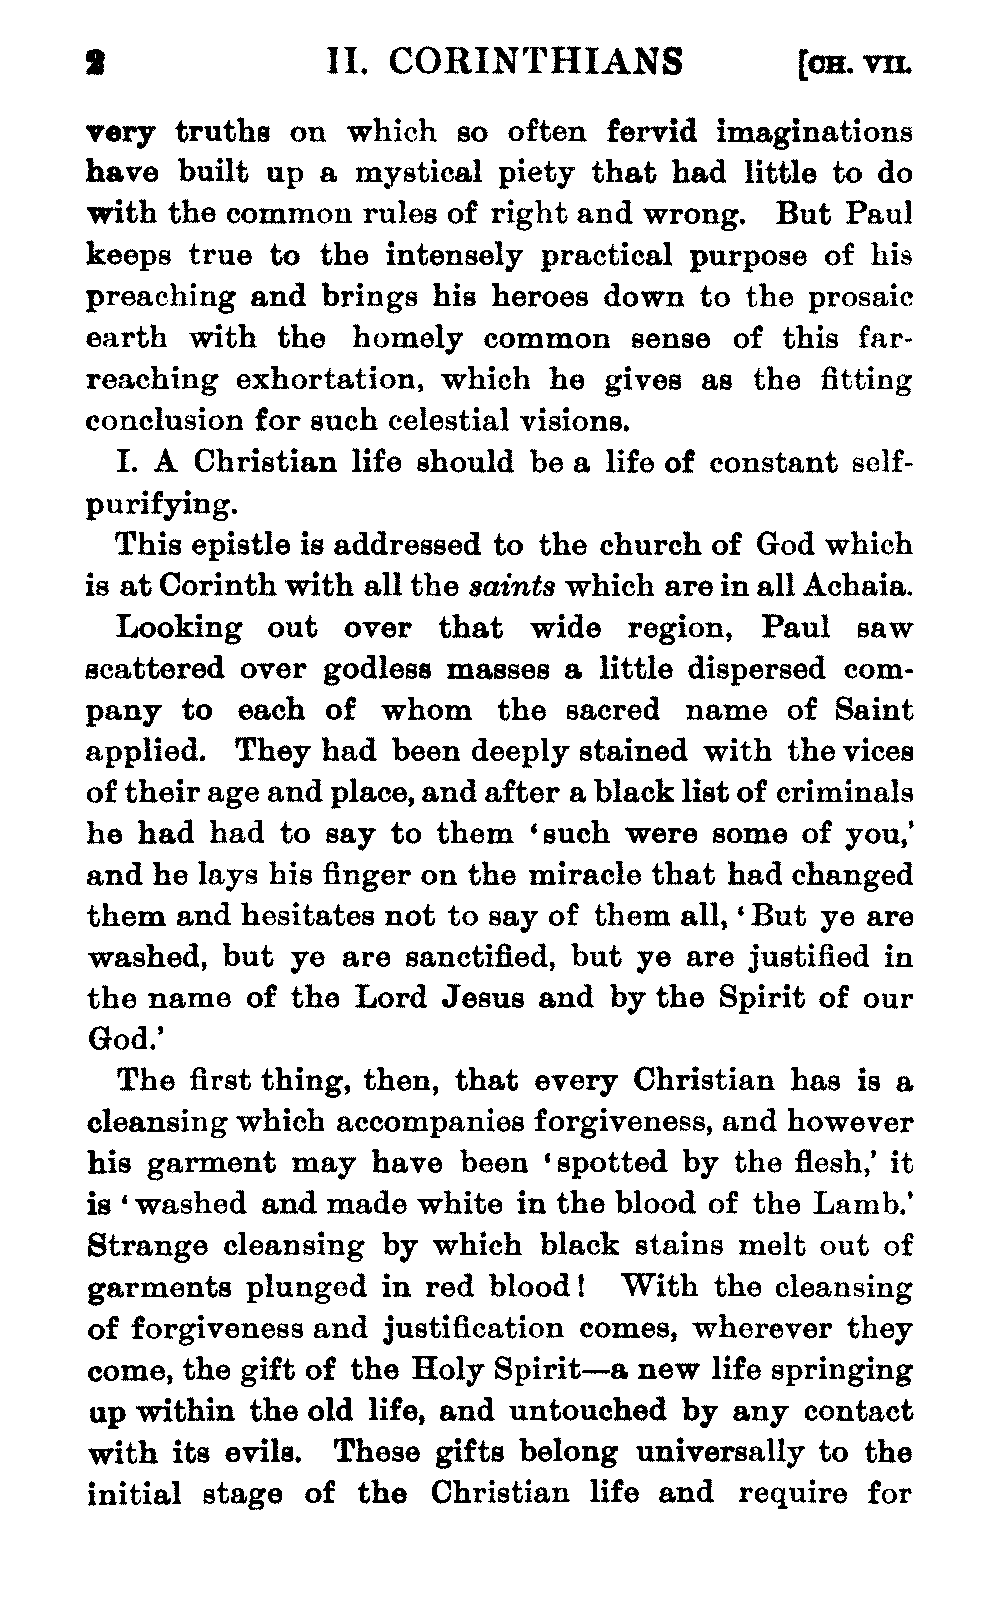 2 II. CORINTHIANS [CH. VII.
very truths on which so often fervid imaginations
have built up a mystical piety that had little to do
with the common rules of right and wrong. But Paul
keeps true to the intensely practical purpose of his
preaching and brings his heroes down to the prosaic
earth with the homely common sense of this far-
reaching exhortation, which he gives as the fitting
conclusion for such celestial visions.
I. A Christian life should be a life of constant self-
purifying.
This epistle is addressed to the church of God which
is at Corinth with all the saints which are in all Achaia.
Looking out over that wide region, Paul saw
scattered over godless masses a little dispersed com-
pany to each of whom the sacred name of Saint
applied. They had been deeply stained with the vices
of their age and place, and after a black list of criminals
he had had to say to them ‘such were some of you,’
and he lays his finger on the miracle that had changed
them and hesitates not to say of them all, ‘But ye are
washed, but ye are sanctified, but ye are justified in
the name of the Lord Jesus and by the Spirit of our
God.’
The first thing, then, that every Christian has is a
cleansing which accompanies forgiveness, and however
his garment may have been ‘spotted by the flesh,’ it
is ‘washed and made white in the blood of the Lamb.’
Strange cleansing by which black stains melt out of
garments plunged in red blood! With the cleansing
of forgiveness and justification comes, wherever they
come, the gift of the Holy Spirit—a new life springing
up within the old life, and untouched by any contact
with its evils. These gifts belong universally to the
initial stage of the Christian life and require for